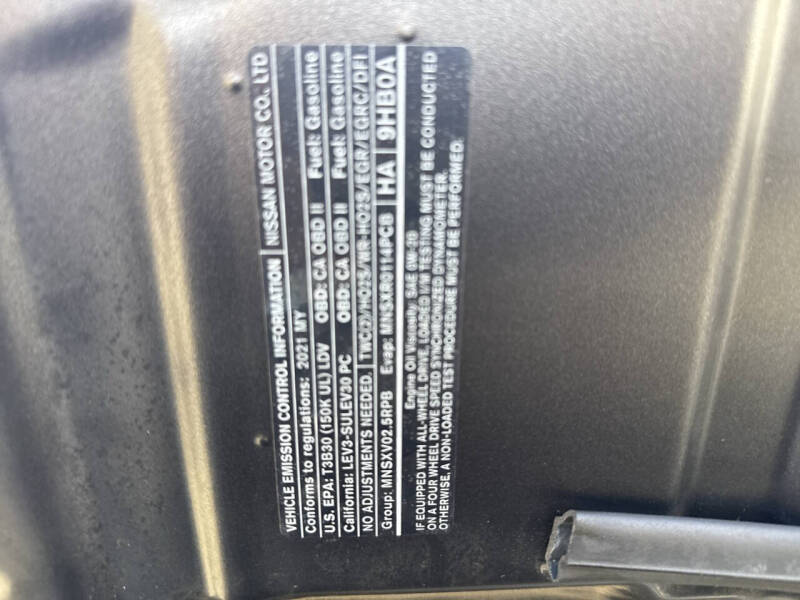 VEHICLE EMISSION CONTROL INFORMATION NISSAN MOTOR CO., LTD
Conforms to regulations: 2021 MY
U.S. EPA: T3B30 (150K UL) LDV OBD: CA OBD II Fuel: Gasoline
California: LEV3-SULEV30 PC OBD: CA OBD II Fuel: Gasoline
NO ADJUSTMENTS NEEDED. TWC(2)/HO2S/WR-HO2S/EGR/EGRC/DFI
Group: MNSXV02.5RPB Evap: MNSXR0114PCB HA 9HB0A
Engine Oil Viscosity, SAE 0W-20
IF EQUIPPED WITH ALL-WHEEL DRIVE, LOADED I/M TESTING MUST BE CONDUCTED
ON A FOUR WHEEL DRIVE SPEED SYNCHRONIZED DYNAMOMETER.
OTHERWISE, A NON-LOADED TEST PROCEDURE MUST BE PERFORMED.